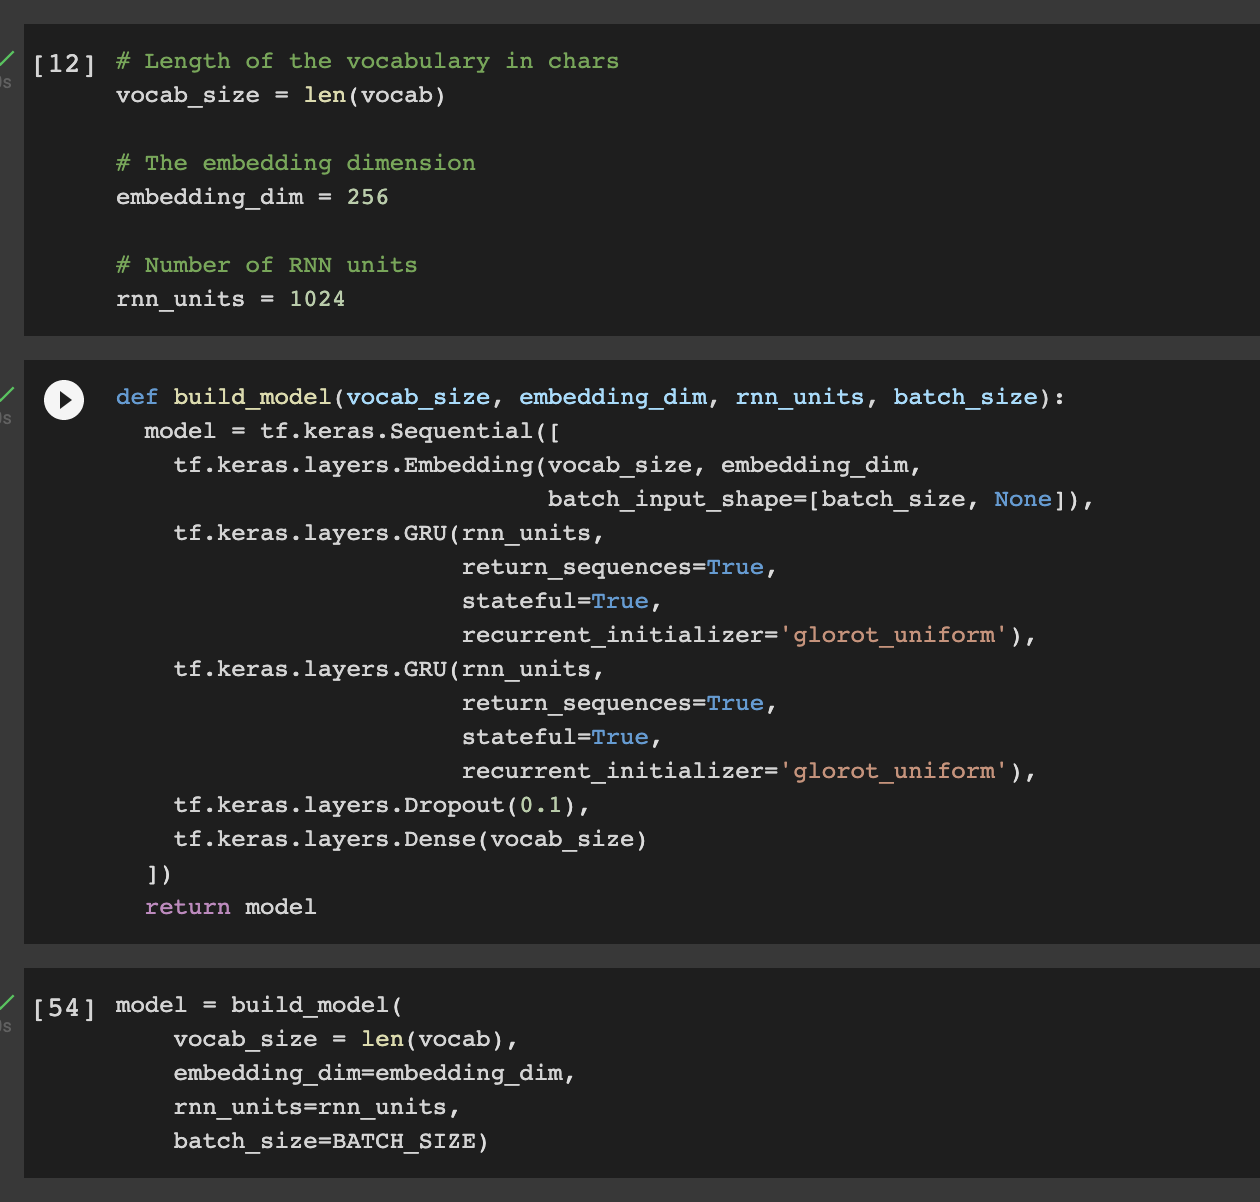 [12] # Length of the vocabulary in chars
vocab_size = len(vocab)
# The embedding dimension
embedding_dim = 256
# Number of RNN units
rnn_units = 1024
def build_model(vocab_size, embedding_dim, rnn_units, batch_size):
model = tf.keras.Sequential([
tf.keras.layers.Embedding(vocab_size, embedding_dim,
batch_input_shape=[batch_size, None]),
tf.keras.layers.GRU(rnn_units,
return_sequences=True,
stateful=True,
recurrent_initializer='glorot_uniform'),
tf.keras.layers.GRU(rnn_units,
return_sequences=True,
stateful=True,
recurrent_initializer='glorot_uniform'),
tf.keras.layers.Dropout(0.1),
tf.keras.layers.Dense(vocab_size)
])
return model
[54] model = build_model(
vocab_size = len(vocab),
embedding_dim=embedding_dim,
rnn_units=rnn_units,
batch_size=BATCH_SIZE)